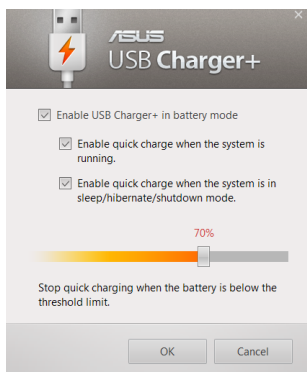 ASUS
USB Charger+
Enable USB Charger+ in battery mode
Enable quick charge when the system is
running.
Enable quick charge when the system is in
sleep/hibernate/shutdown mode.
70%
Stop quick charging when the battery is below the
threshold limit.
OK
Cancel